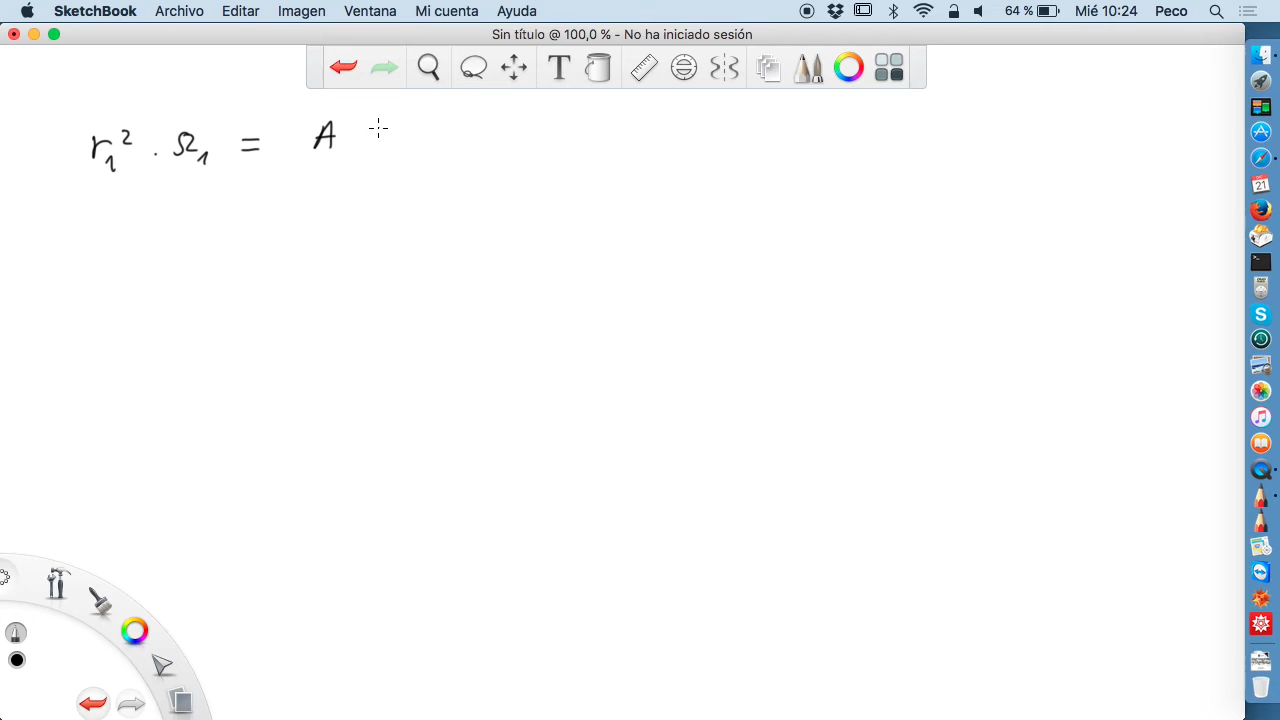 SketchBook Archivo Editar Imagen Ventana Mi cuenta Ayuda 64 % Mié 10:24 Peco
Sin título @ 100,0 % - No ha iniciado sesión
T
r₁² . Ω₁ = A
21
S